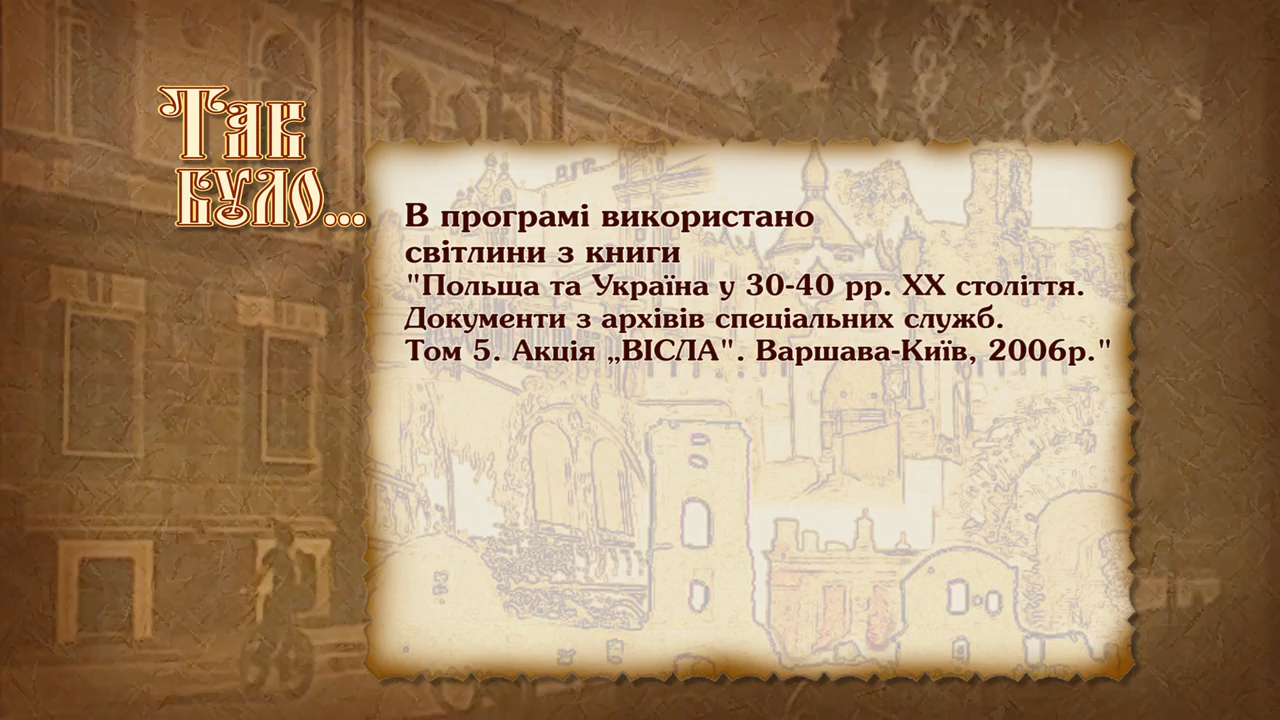 Так
було...
В програмі використано
світлини з книги
"Польща та Україна у 30-40 рр. ХХ століття.
Документи з архівів спеціальних служб.
Том 5. Акція „ВІСЛА". Варшава-Київ, 2006р."